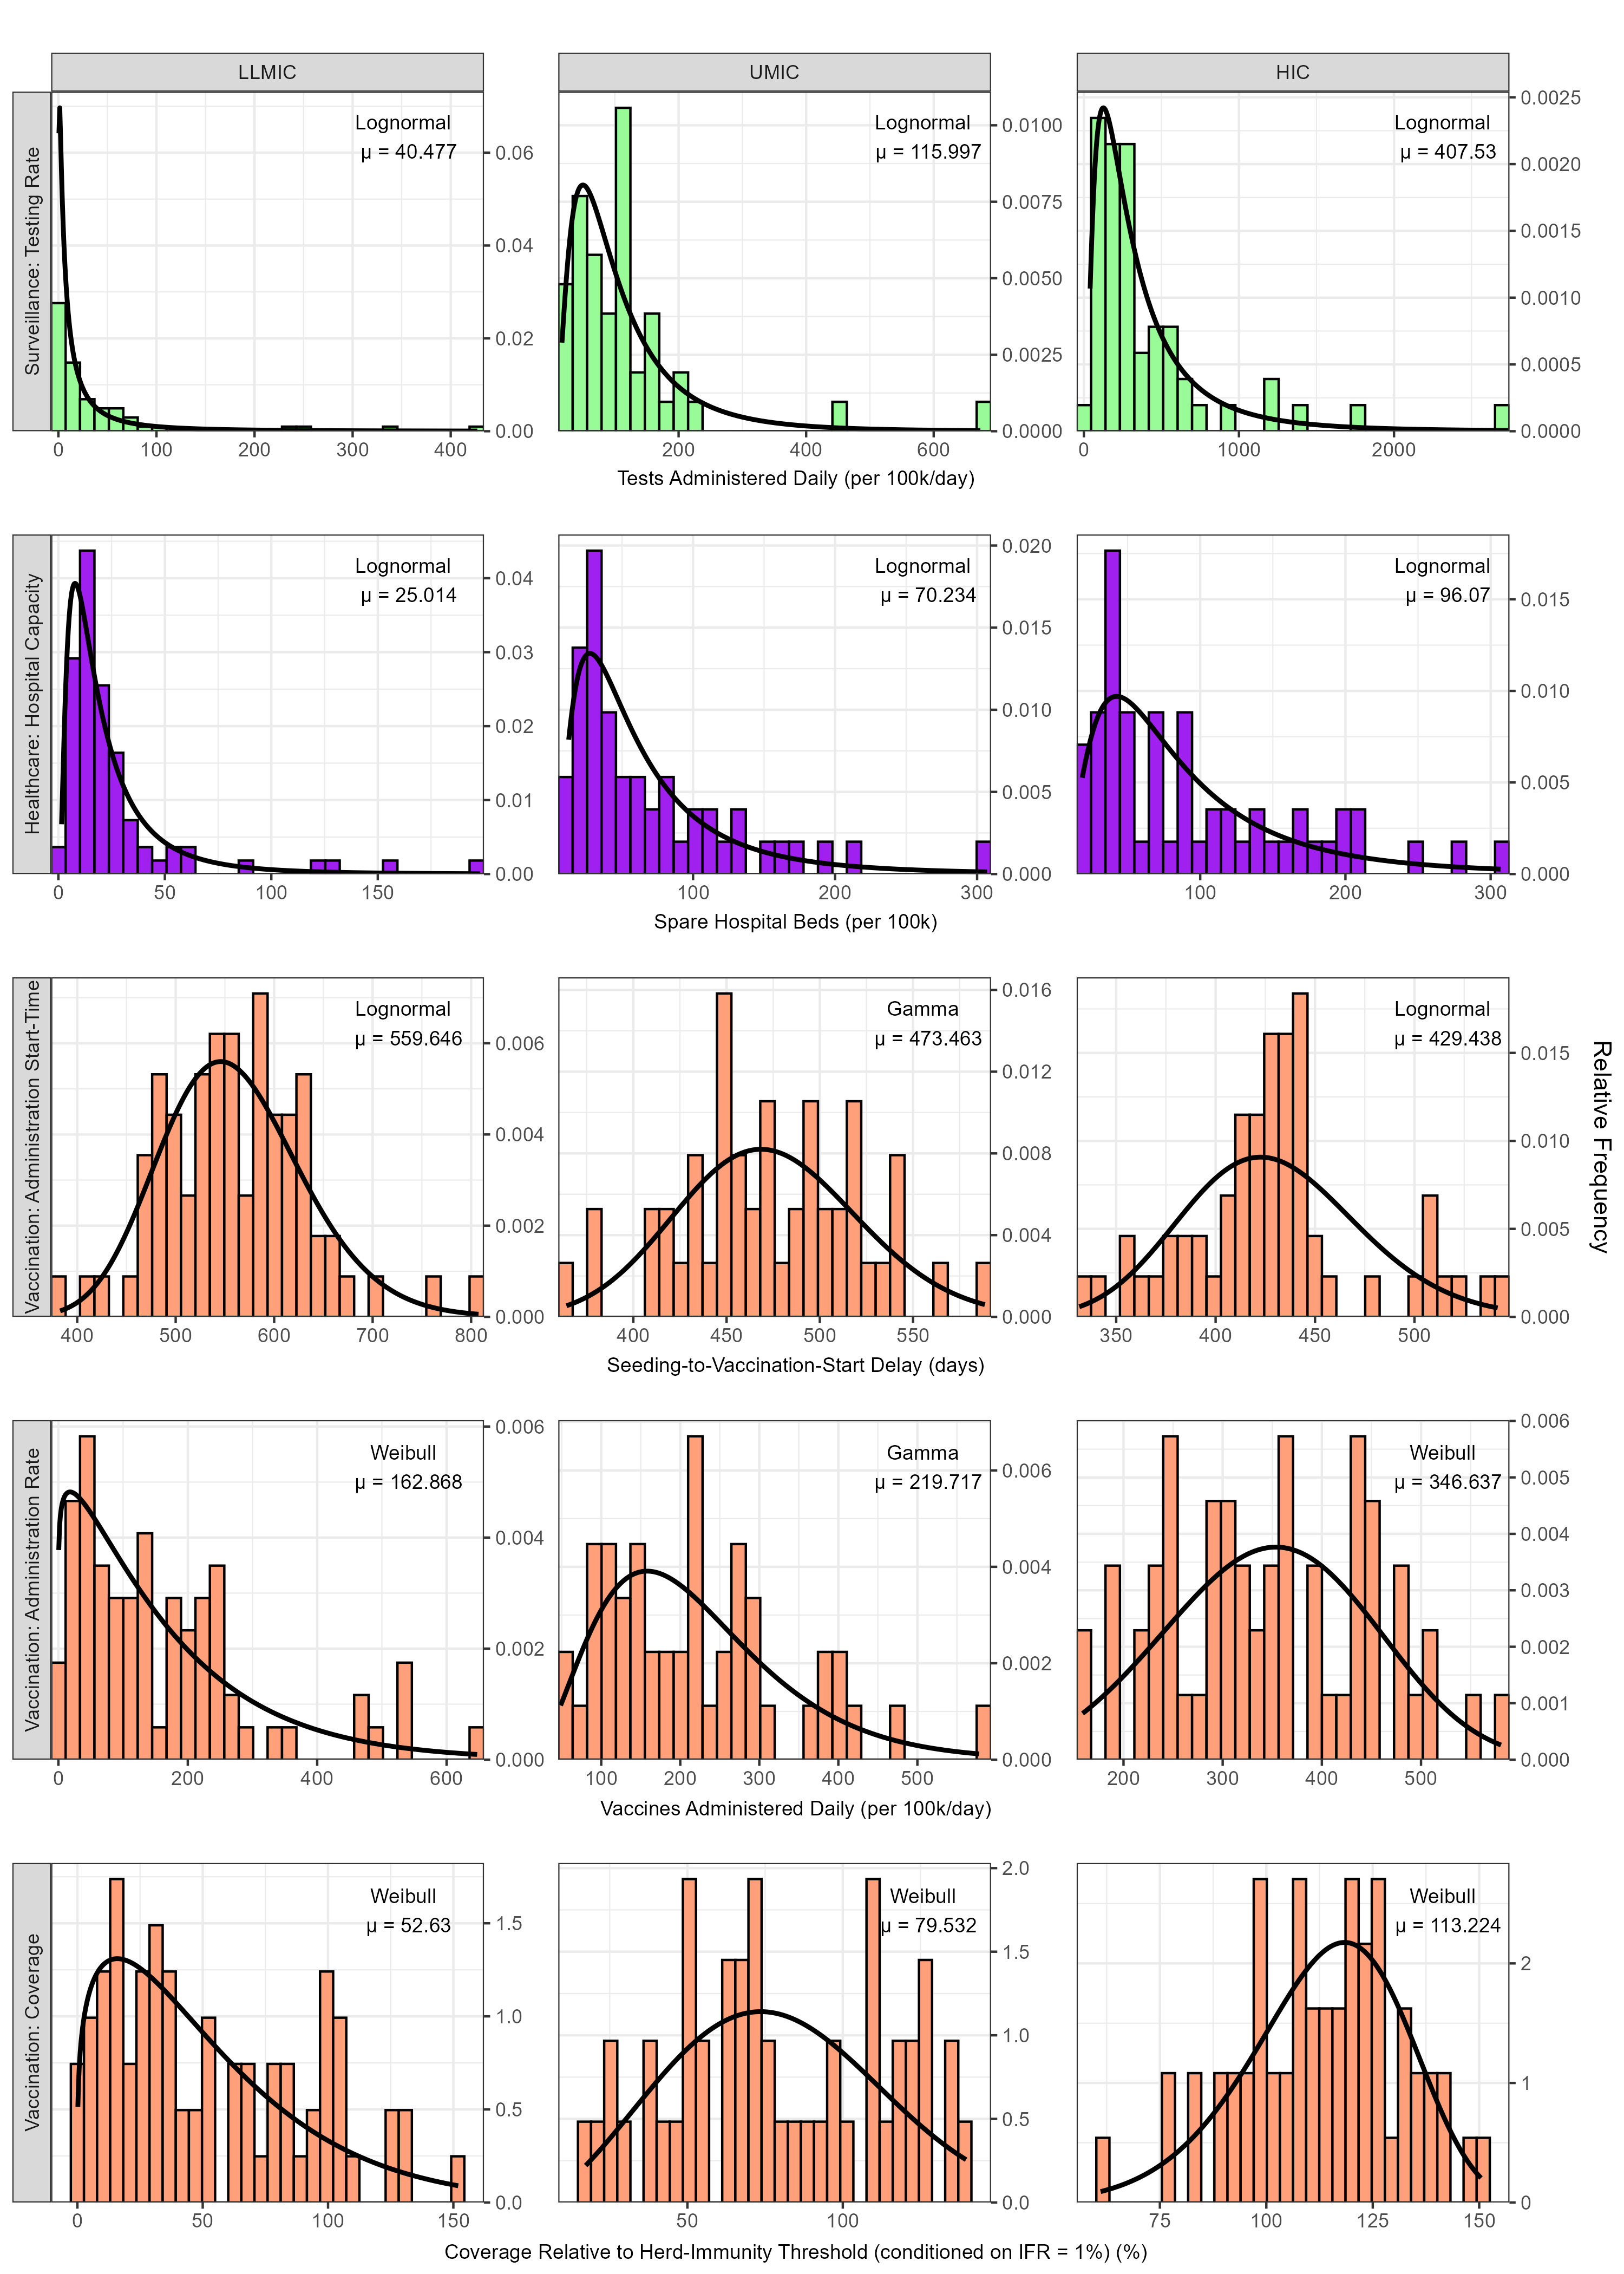 LLMIC
UMIC
HIC
Surveillance: Testing Rate
Lognormal
μ = 40.477
0.06
0.04
0.02
0.00
0
100
200
300
400
Lognormal
μ = 115.997
0.0100
0.0075
0.0050
0.0025
0.0000
200
400
600
Lognormal
μ = 407.53
0.0025
0.0020
0.0015
0.0010
0.0005
0.0000
0
1000
2000
Tests Administered Daily (per 100k/day)
Healthcare: Hospital Capacity
Lognormal
μ = 25.014
0.04
0.03
0.02
0.01
0.00
0
50
100
150
Lognormal
μ = 70.234
0.020
0.015
0.010
0.005
0.000
100
200
300
Lognormal
μ = 96.07
0.015
0.010
0.005
0.000
100
200
300
Spare Hospital Beds (per 100k)
Vaccination: Administration Start-Time
Lognormal
μ = 559.646
0.006
0.004
0.002
0.000
400
500
600
700
800
Gamma
μ = 473.463
0.016
0.012
0.008
0.004
0.000
400
450
500
550
Lognormal
μ = 429.438
0.015
0.010
0.005
0.000
350
400
450
500
Relative Frequency
Seeding-to-Vaccination-Start Delay (days)
Vaccination: Administration Rate
Weibull
μ = 162.868
0.006
0.004
0.002
0.000
0
200
400
600
Gamma
μ = 219.717
0.006
0.004
0.002
0.000
100
200
300
400
500
Weibull
μ = 346.637
0.006
0.005
0.004
0.003
0.002
0.001
0.000
200
300
400
500
Vaccines Administered Daily (per 100k/day)
Vaccination: Coverage
Weibull
μ = 52.63
1.5
1.0
0.5
0.0
0
50
100
150
Weibull
μ = 79.532
2.0
1.5
1.0
0.5
0.0
50
100
Weibull
μ = 113.224
2
1
0
75
100
125
150
Coverage Relative to Herd-Immunity Threshold (conditioned on IFR = 1%) (%)